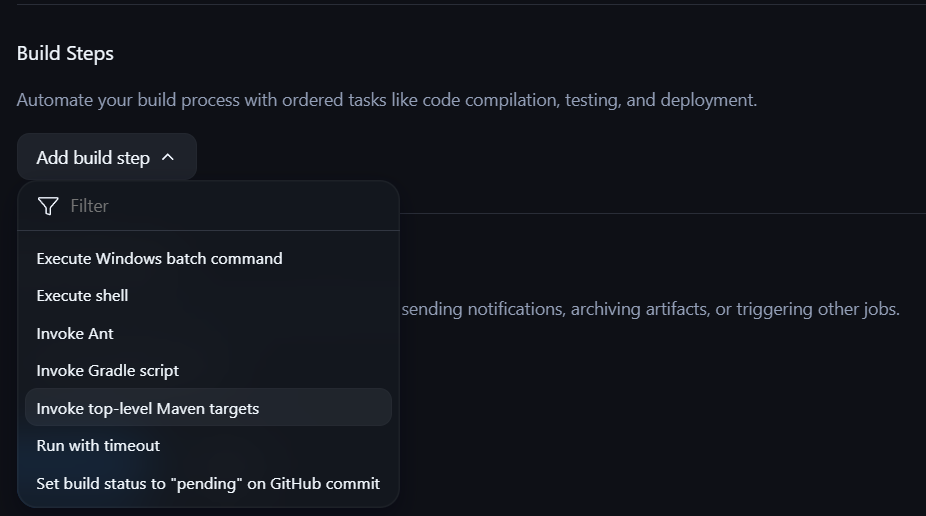 Build Steps
Automate your build process with ordered tasks like code compilation, testing, and deployment.
Add build step
Filter
Execute Windows batch command
Execute shell
sending notifications, archiving artifacts, or triggering other jobs.
Invoke Ant
Invoke Gradle script
Invoke top-level Maven targets
Run with timeout
Set build status to "pending" on GitHub commit